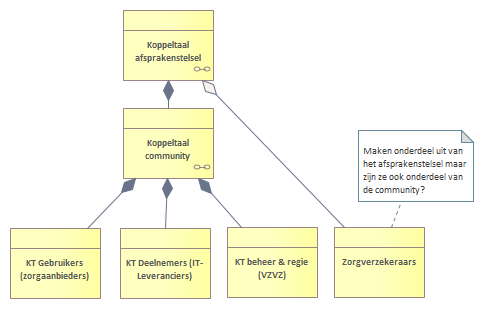 Koppeltaal
afsprakenstelsel
Koppeltaal
community
Maken onderdeel uit van
het afsprakenstelsel maar
zijn ze ook onderdeel van
de community?
KT Gebruikers
(zorgaanbieders)
KT Deelnemers (IT-
Leveranciers)
KT beheer & regie
(VZVZ)
Zorgverzekeraars